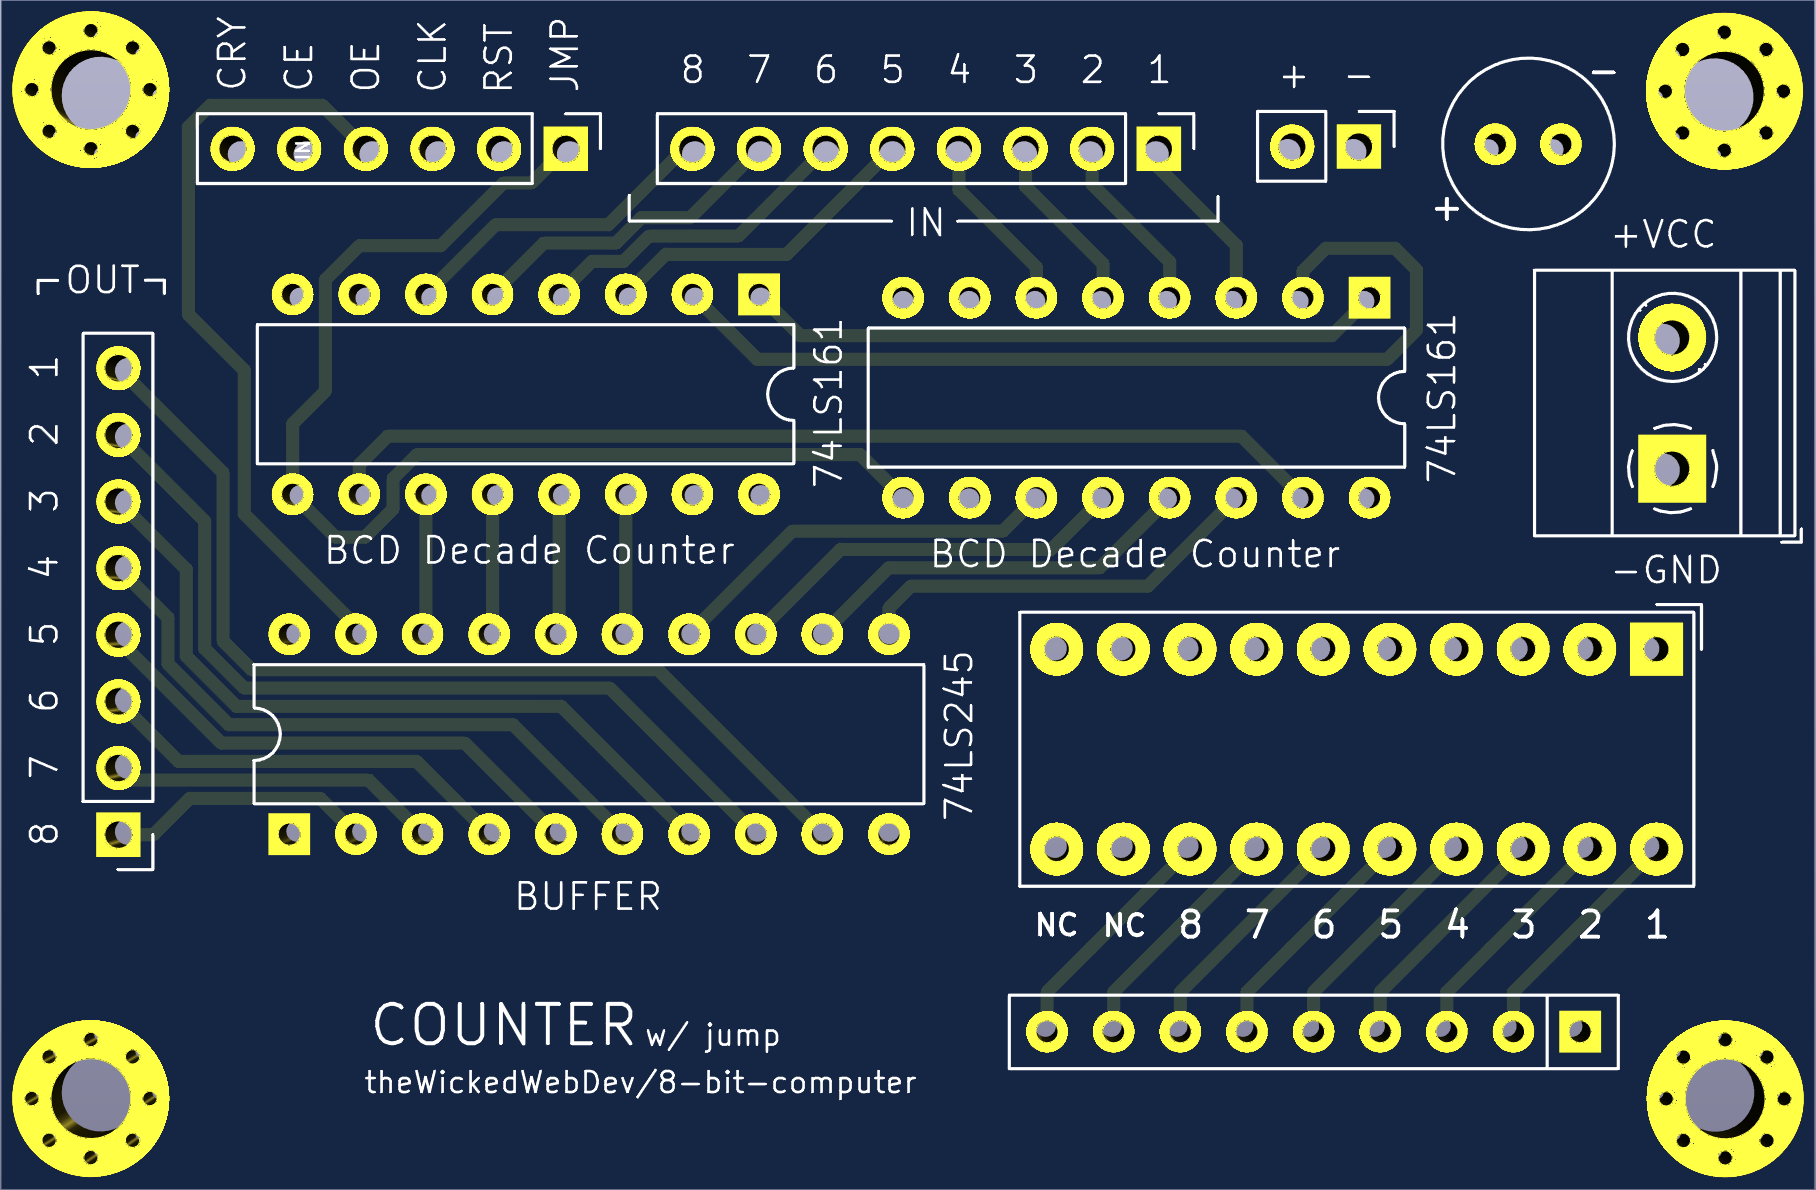 CRY CE OE CLK RST JMP
8 7 6 5 4 3 2 1
+ -
-
IN
IN
+
+VCC
OUT
1
2
3
4
5
6
7
8
74LS161
74LS161
BCD Decade Counter
BCD Decade Counter
-GND
74LS245
BUFFER
NC NC 8 7 6 5 4 3 2 1
COUNTER w/ jump
theWickedWebDev/8-bit-computer